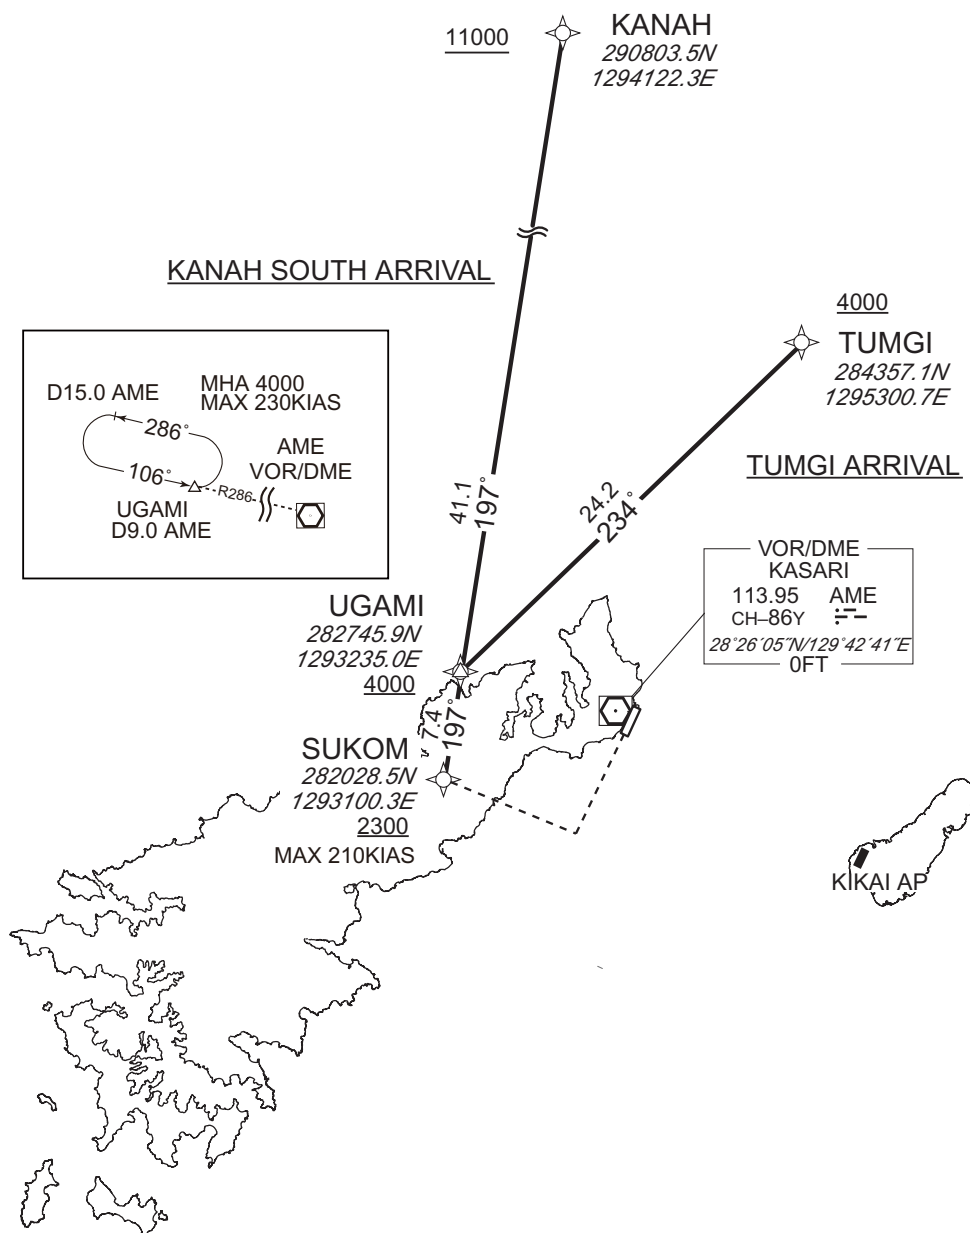 11000
KANAH
290803.5N
1294122.3E
KANAH SOUTH ARRIVAL
4000
TUMGI
284357.1N
1295300.7E
TUMGI ARRIVAL
D15.0 AME
MHA 4000
MAX 230KIAS
286°
AME
VOR/DME
106°
R286
UGAMI
D9.0 AME
41.1
197°
24.2
234°
VOR/DME
KASARI
113.95 AME
CH–86Y
28°26´05˝N/129°42´41˝E
0FT
UGAMI
282745.9N
1293235.0E
4000
7.4
197°
SUKOM
282028.5N
1293100.3E
2300
MAX 210KIAS
KIKAI AP